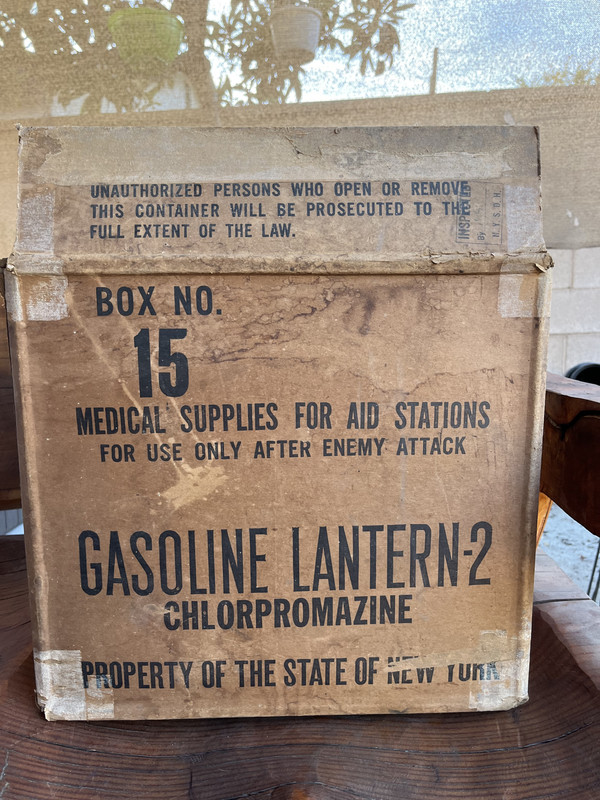 UNAUTHORIZED PERSONS WHO OPEN OR REMOVE
THIS CONTAINER WILL BE PROSECUTED TO THE
FULL EXTENT OF THE LAW.
INSPECTED
By
N.Y.S.D.H.
BOX NO.
15
MEDICAL SUPPLIES FOR AID STATIONS
FOR USE ONLY AFTER ENEMY ATTACK
GASOLINE LANTERN-2
CHLORPROMAZINE
PROPERTY OF THE STATE OF NEW YORK